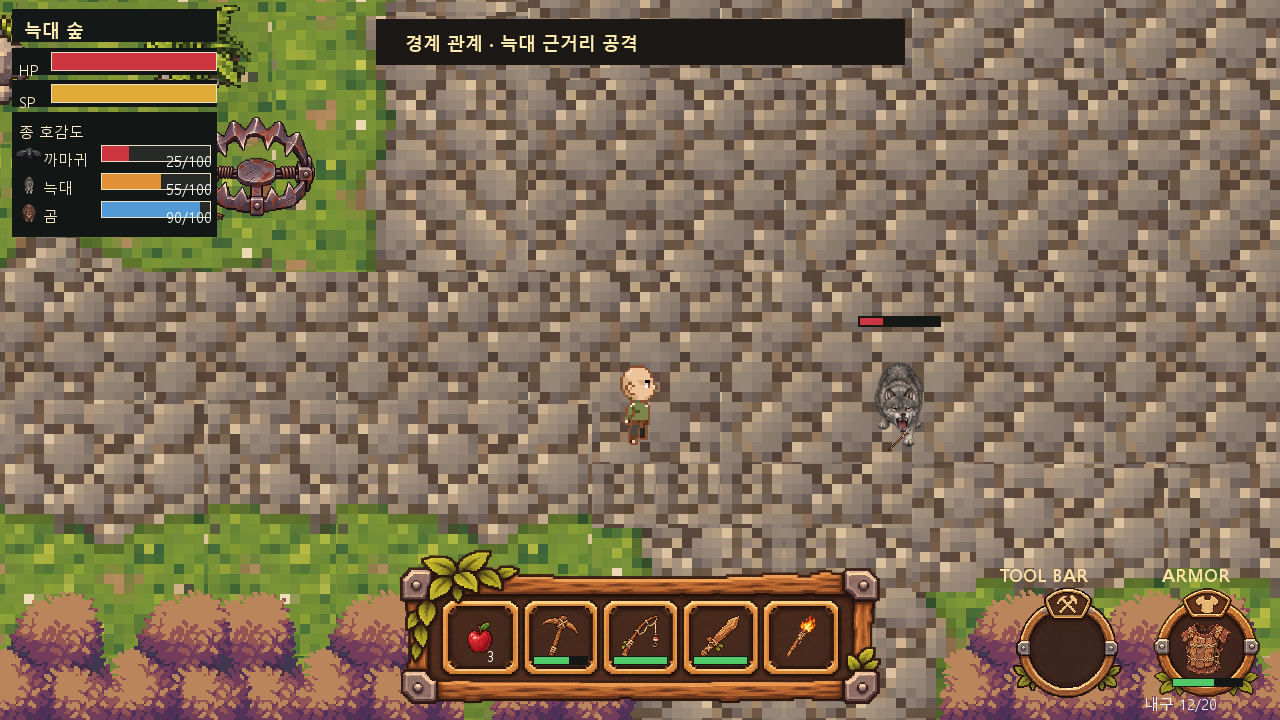 늑대 숲
경계 관계 · 늑대 근거리 공격
HP
SP
종 호감도
까마귀 25/100
늑대 55/100
곰 90/100
TOOL BAR
ARMOR
3
내구 12/20